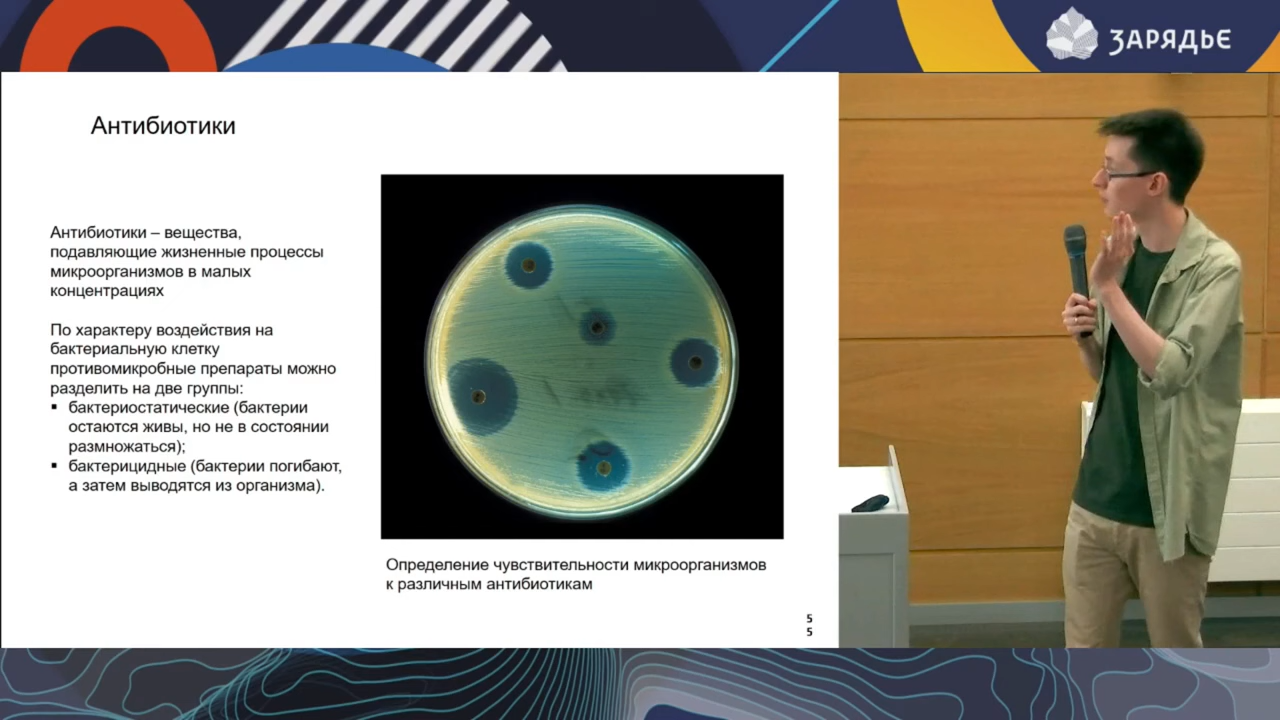 ЗАРЯДЬЕ
Антибиотики
Антибиотики – вещества,
подавляющие жизненные процессы
микроорганизмов в малых
концентрациях
По характеру воздействия на
бактериальную клетку
противомикробные препараты можно
разделить на две группы:
▪ бактериостатические (бактерии
остаются живы, но не в состоянии
размножаться);
▪ бактерицидные (бактерии погибают,
а затем выводятся из организма).
Определение чувствительности микроорганизмов
к различным антибиотикам
5
5